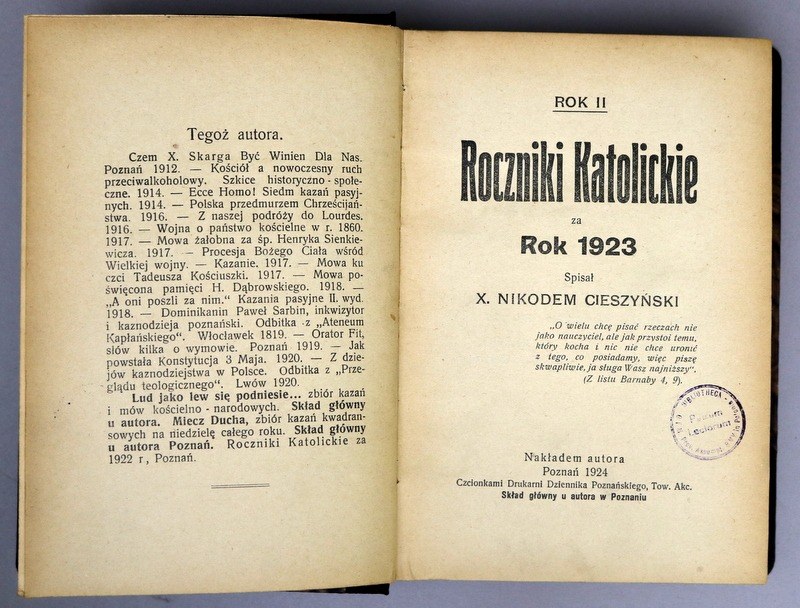 Tegoż autora.
Czem X. Skarga Być Winien Dla Nas.
Poznań 1912. — Kościół a nowoczesny ruch
przeciwalkoholowy. Szkice historyczno-społe-
czne. 1914. — Ecce Homo! Siedm kazań pasyj-
nych. 1914. — Polska przedmurzem Chrześcijań-
stwa. 1916. — Z naszej podróży do Lourdes.
1916. — Wojna o państwo kościelne w r. 1860.
1917. — Mowa żałobna za śp. Henryka Sienkie-
wicza. 1917. — Procesja Bożego Ciała wśród
Wielkiej wojny. — Kazanie. 1917. — Mowa ku
czci Tadeusza Kościuszki. 1917. — Mowa po-
święcona pamięci H. Dąbrowskiego. 1918. —
„A oni poszli za nim." Kazania pasyjne II. wyd.
1918. — Dominikanin Paweł Sarbin, inkwizytor
i kaznodzieja poznański. Odbitka z „Ateneum
Kapłańskiego". Włocławek 1819. — Orator Fit,
słów kilka o wymowie. Poznań 1919. — Jak
powstała Konstytucja 3 Maja. 1920. — Z dzie-
jów kaznodziejstwa w Polsce. Odbitka z „Prze-
glądu teologicznego". Lwów 1920.
Lud jako lew się podniesie... zbiór kazań
i mów kościelno-narodowych. Skład główny
u autora. Miecz Ducha, zbiór kazań kwadran-
sowych na niedzielę całego roku. Skład główny
u autora Poznań. Roczniki Katolickie za
1922 r, Poznań.
ROK II
Roczniki Katolickie
za
Rok 1923
Spisał
X. NIKODEM CIESZYŃSKI
„O wielu chcę pisać rzeczach nie
jako nauczyciel, ale jak przystoi temu,
który kocha i nic nie chce uronić
z tego, co posiadamy, więc piszę
skwapliwie, ja sługa Wasz najniższy".
(Z listu Barnaby 4, 9).
BIBLIOTHECA
Patrum
Nakładem autora
Poznań 1924
Czcionkami Drukarni Dziennika Poznańskiego, Tow. Akc.
Skład główny u autora w Poznaniu